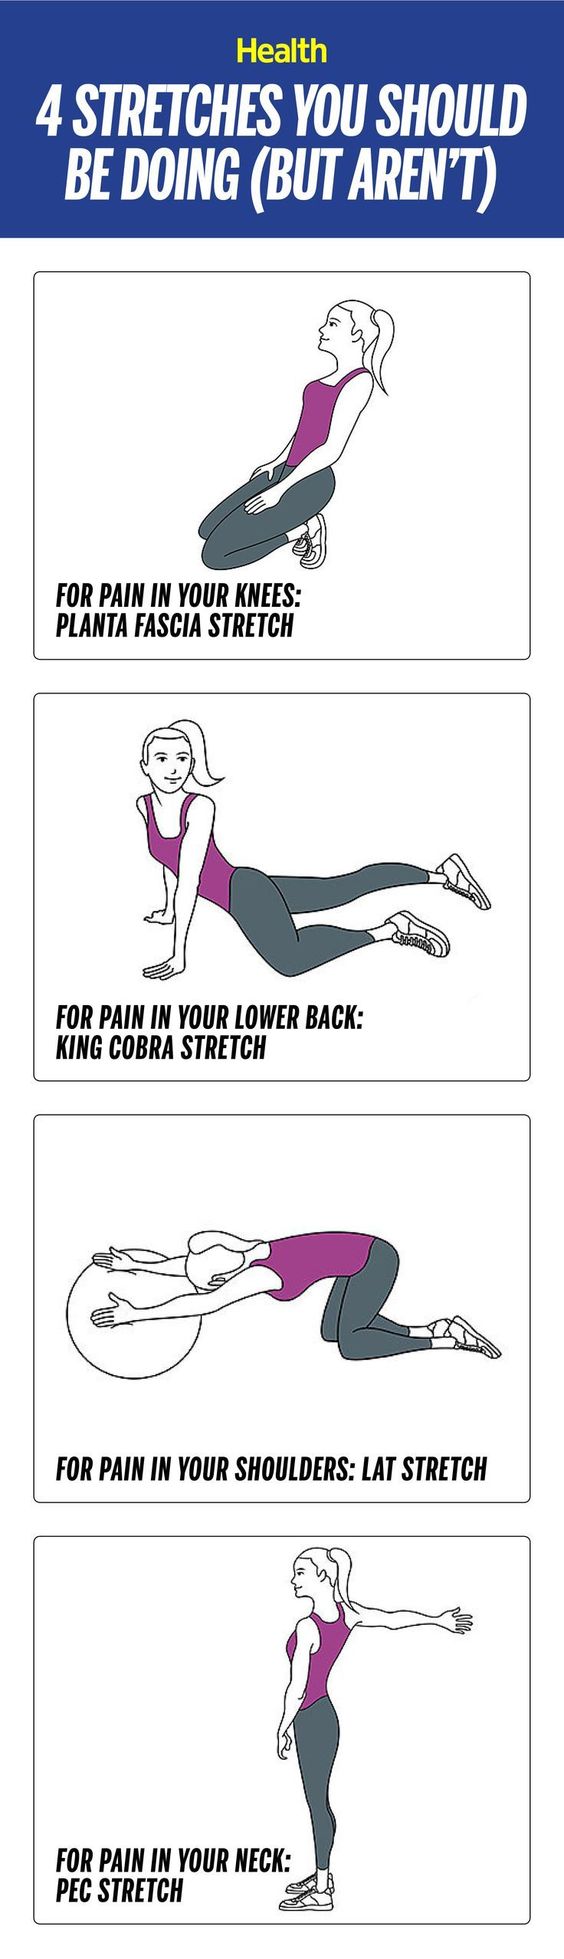 Health
4 STRETCHES YOU SHOULD
BE DOING (BUT AREN'T)
FOR PAIN IN YOUR KNEES:
PLANTA FASCIA STRETCH
FOR PAIN IN YOUR LOWER BACK:
KING COBRA STRETCH
FOR PAIN IN YOUR SHOULDERS: LAT STRETCH
FOR PAIN IN YOUR NECK:
PEC STRETCH